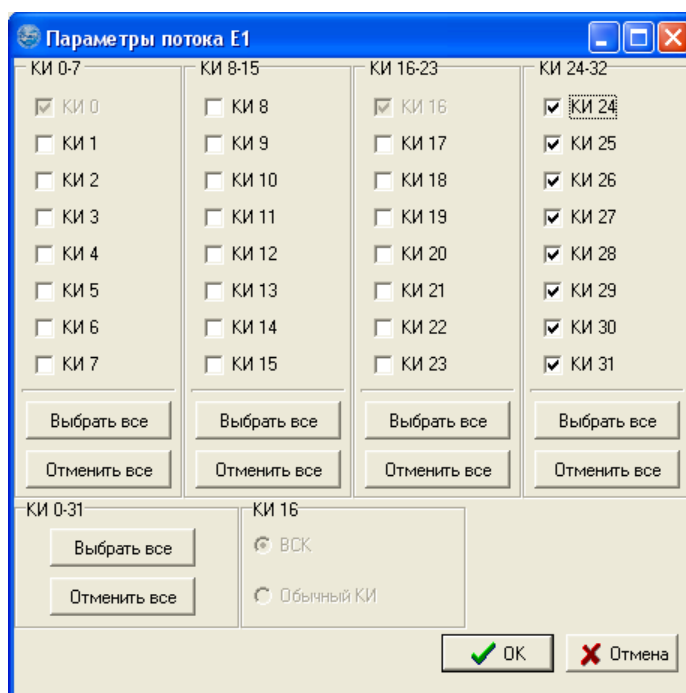 Параметры потока Е1
КИ 0-7
КИ 8-15
КИ 16-23
КИ 24-32
КИ 0
КИ 8
КИ 16
КИ 24
КИ 1
КИ 9
КИ 17
КИ 25
КИ 2
КИ 10
КИ 18
КИ 26
КИ 3
КИ 11
КИ 19
КИ 27
КИ 4
КИ 12
КИ 20
КИ 28
КИ 5
КИ 13
КИ 21
КИ 29
КИ 6
КИ 14
КИ 22
КИ 30
КИ 7
КИ 15
КИ 23
КИ 31
Выбрать все
Выбрать все
Выбрать все
Выбрать все
Отменить все
Отменить все
Отменить все
Отменить все
КИ 0-31
КИ 16
Выбрать все
ВСК
Отменить все
Обычный КИ
OK
Отмена